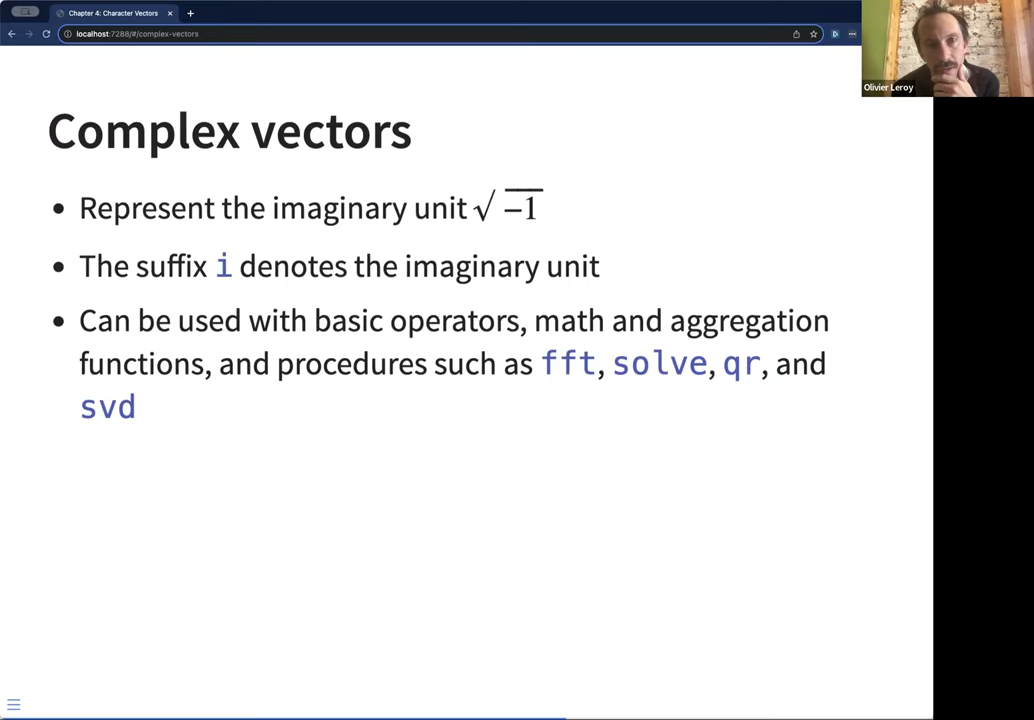 Chapter 4: Character Vectors
localhost:7288/#/complex-vectors
Olivier Leroy
Complex vectors
• Represent the imaginary unit √−1
• The suffix i denotes the imaginary unit
• Can be used with basic operators, math and aggregation
functions, and procedures such as fft, solve, qr, and
svd